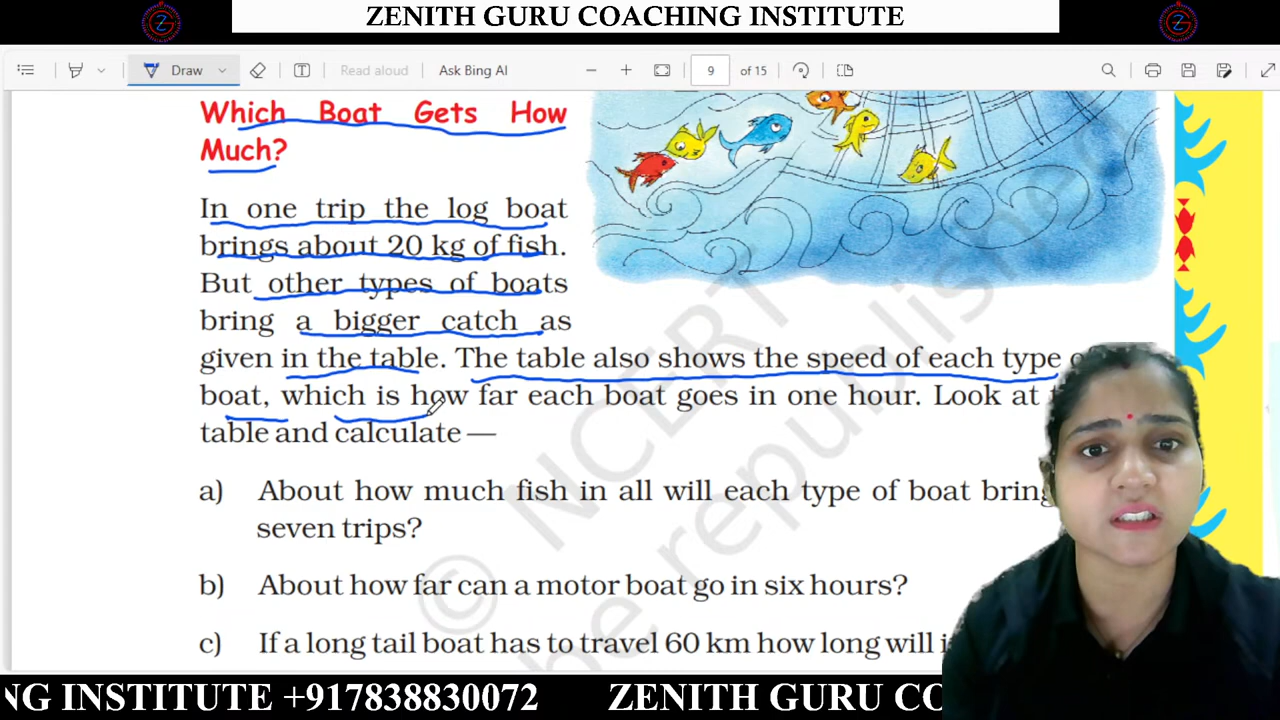 ZENITH GURU COACHING INSTITUTE
Draw
Read aloud
Ask Bing AI
9
of 15
Which Boat Gets How
Much?
In one trip the log boat
brings about 20 kg of fish.
But other types of boats
bring a bigger catch as
given in the table. The table also shows the speed of each type
boat, which is how far each boat goes in one hour. Look at
table and calculate —
a) About how much fish in all will each type of boat bring
seven trips?
b) About how far can a motor boat go in six hours?
c) If a long tail boat has to travel 60 km how long will
© NCERT
be republished
NG INSTITUTE +917838830072 ZENITH GURU CO